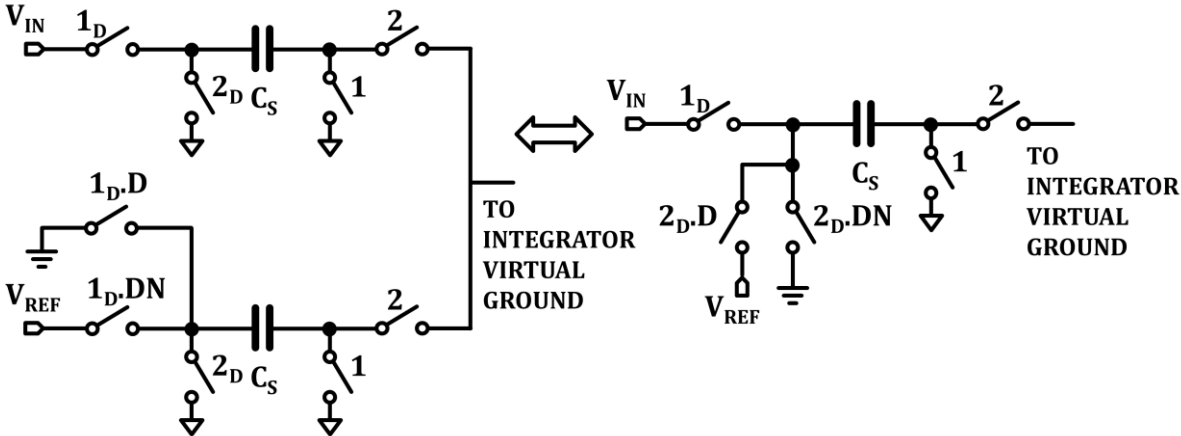 V_IN
1_D
2
2_D
C_S
1
1_D.D
V_REF
1_D.DN
2
2_D
C_S
1
TO
INTEGRATOR
VIRTUAL
GROUND
V_IN
1_D
2
C_S
1
2_D.D
2_D.DN
V_REF
TO
INTEGRATOR
VIRTUAL
GROUND